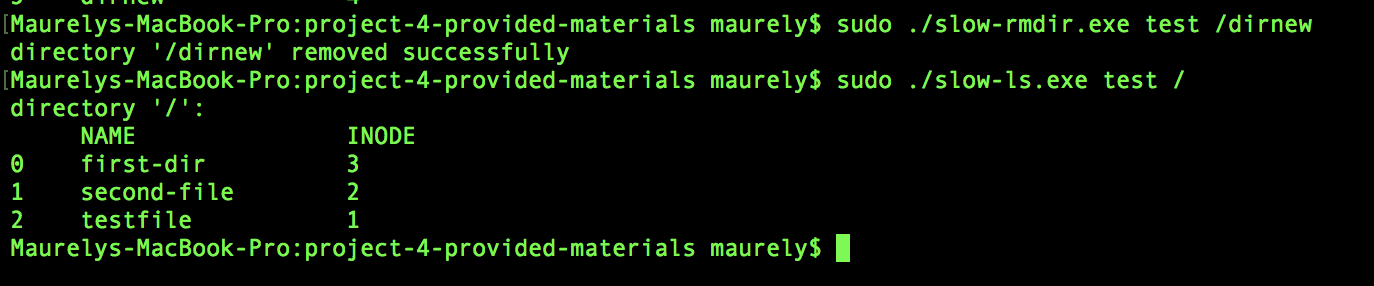 [Maurelys-MacBook-Pro:project-4-provided-materials maurely$ sudo ./slow-rmdir.exe test /dirnew
directory '/dirnew' removed successfully
[Maurelys-MacBook-Pro:project-4-provided-materials maurely$ sudo ./slow-ls.exe test /
directory '/':
     NAME               INODE
0    first-dir          3
1    second-file        2
2    testfile           1
Maurelys-MacBook-Pro:project-4-provided-materials maurely$